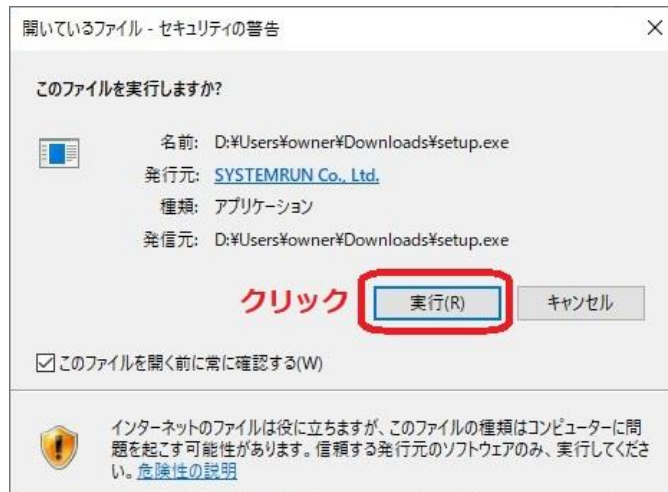 開いているファイル - セキュリティの警告
このファイルを実行しますか?
名前: D:¥Users¥owner¥Downloads¥setup.exe
発行元: SYSTEMRUN Co., Ltd.
種類: アプリケーション
発信元: D:¥Users¥owner¥Downloads¥setup.exe
クリック 実行(R) キャンセル
このファイルを開く前に常に確認する(W)
インターネットのファイルは役に立ちますが、このファイルの種類はコンピューターに問
題を起こす可能性があります。信頼する発行元のソフトウェアのみ、実行してくださ
い。危険性の説明